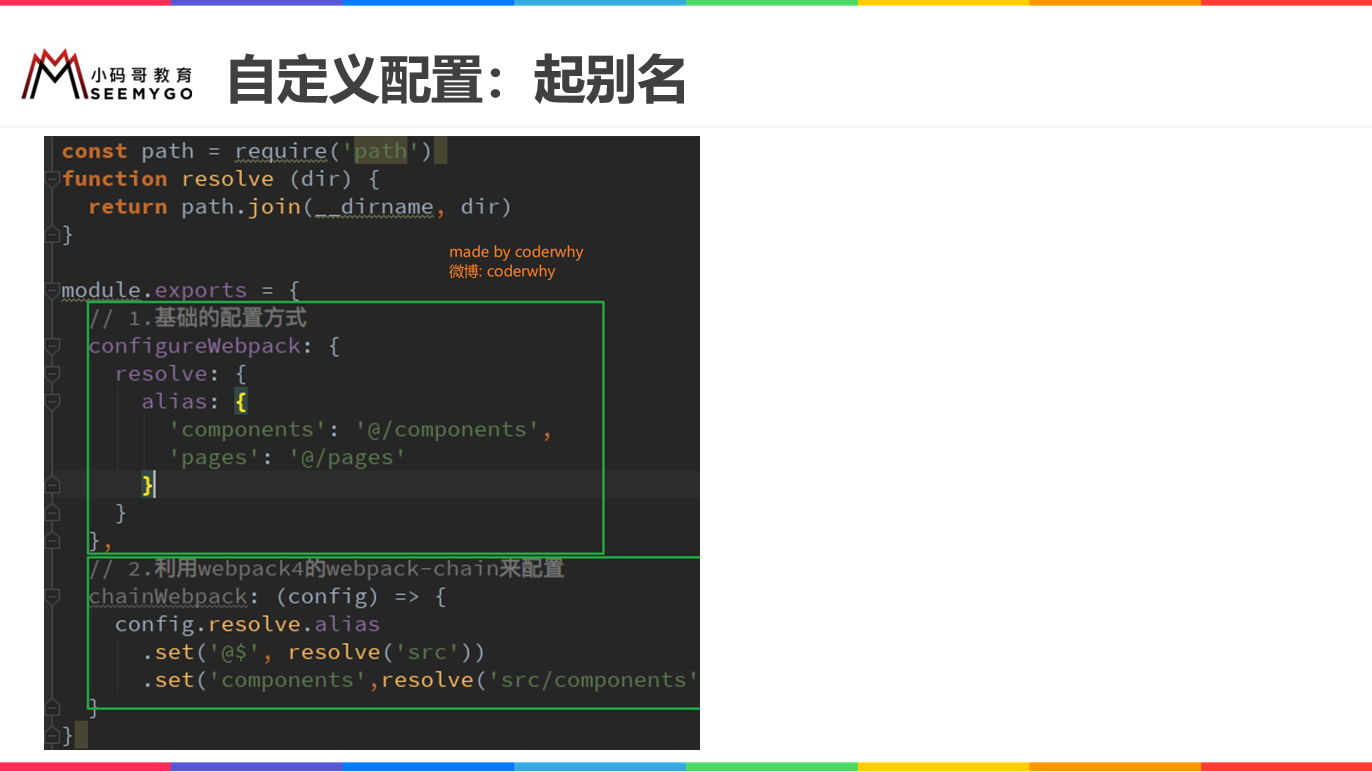 小码哥教育
SEEMYGO
自定义配置：起别名
const path = require('path')
function resolve (dir) {
  return path.join(__dirname, dir)
}
made by coderwhy
微博: coderwhy
module.exports = {
  // 1.基础的配置方式
  configureWebpack: {
    resolve: {
      alias: {
        'components': '@/components',
        'pages': '@/pages'
      }
    }
  },
  // 2.利用webpack4的webpack-chain来配置
  chainWebpack: (config) => {
    config.resolve.alias
      .set('@$', resolve('src'))
      .set('components',resolve('src/components'
  }
}